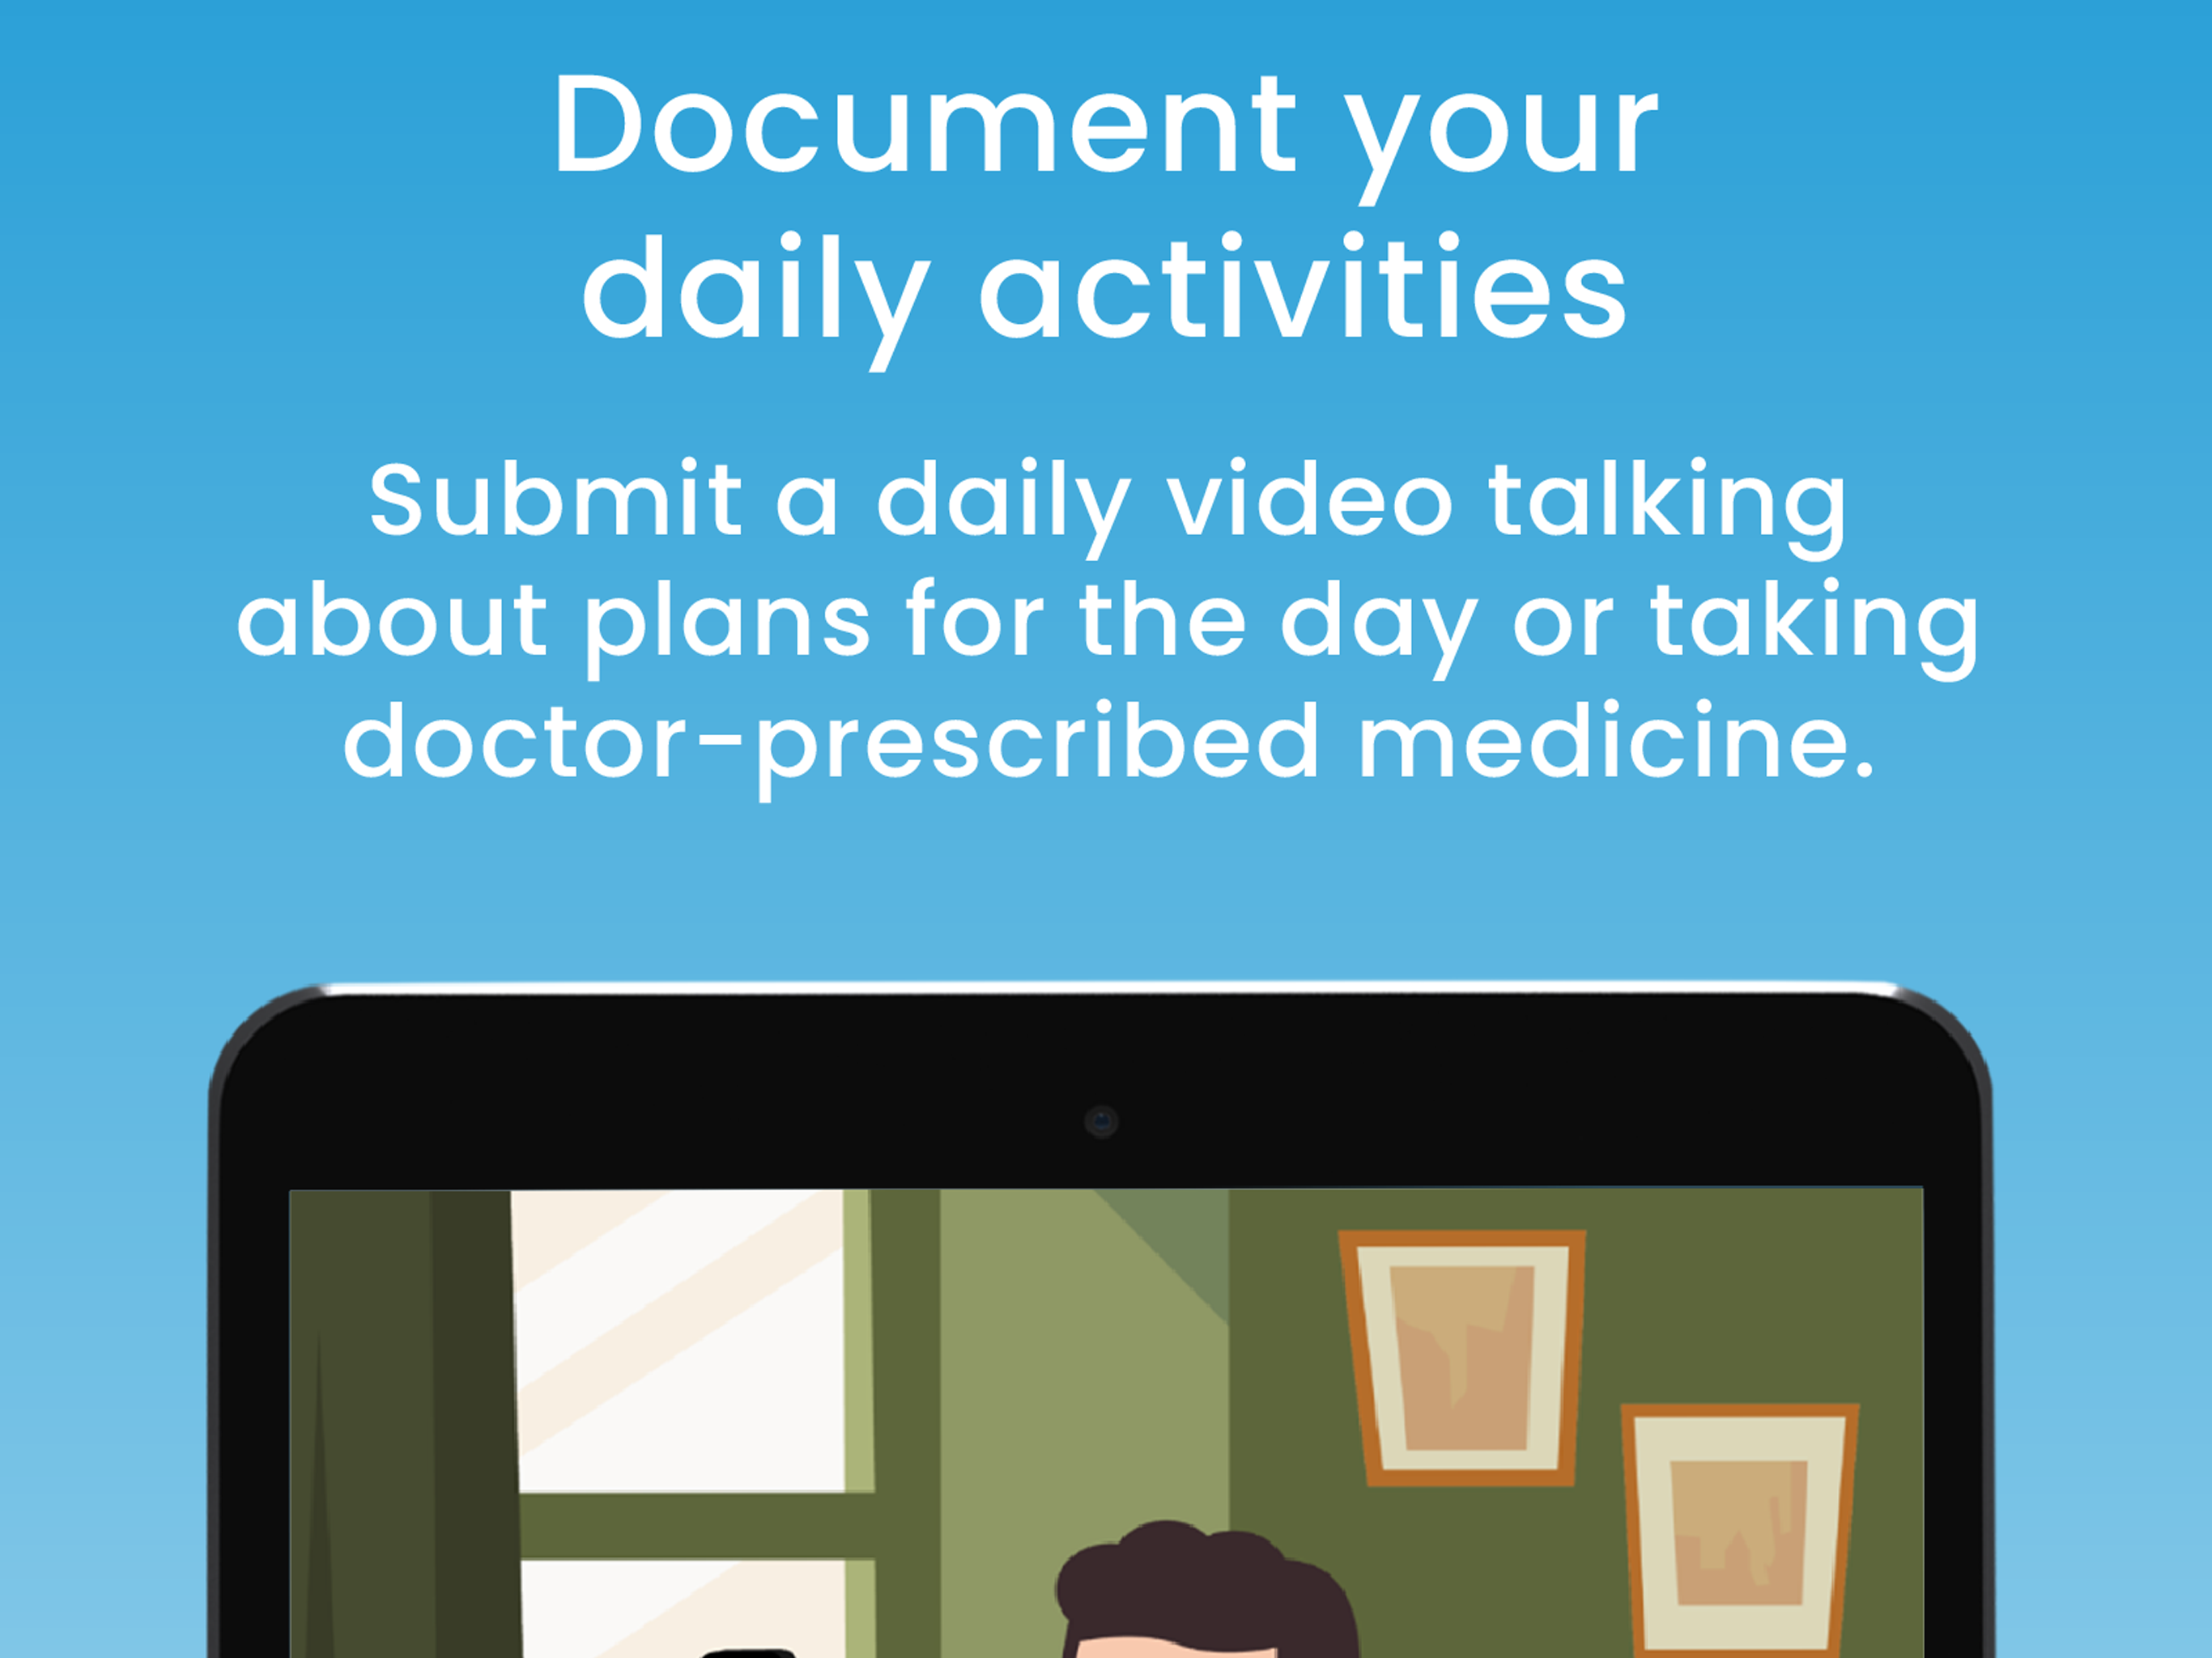 Document your
daily activities
Submit a daily video talking
about plans for the day or taking
doctor-prescribed medicine.